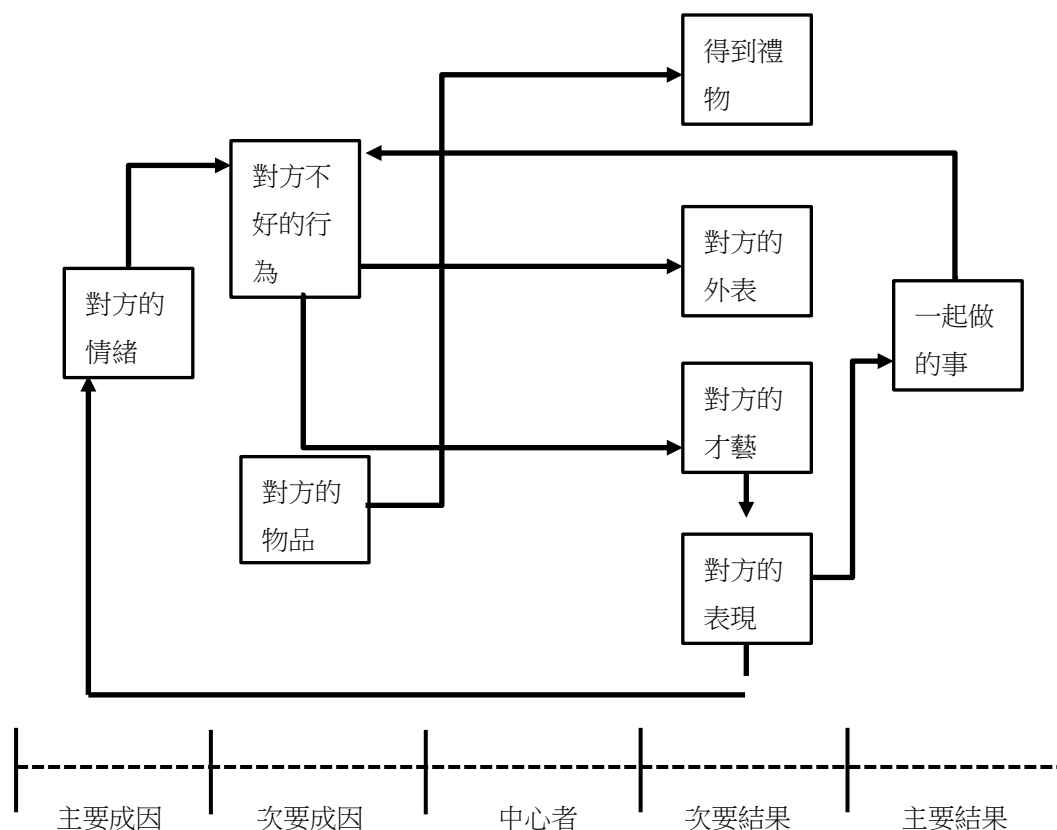 得到禮
物
對方不
好的行
為
對方的
外表
對方的
情緒
一起做
的事
對方的
才藝
對方的
物品
對方的
表現
主要成因
次要成因
中心者
次要結果
主要結果